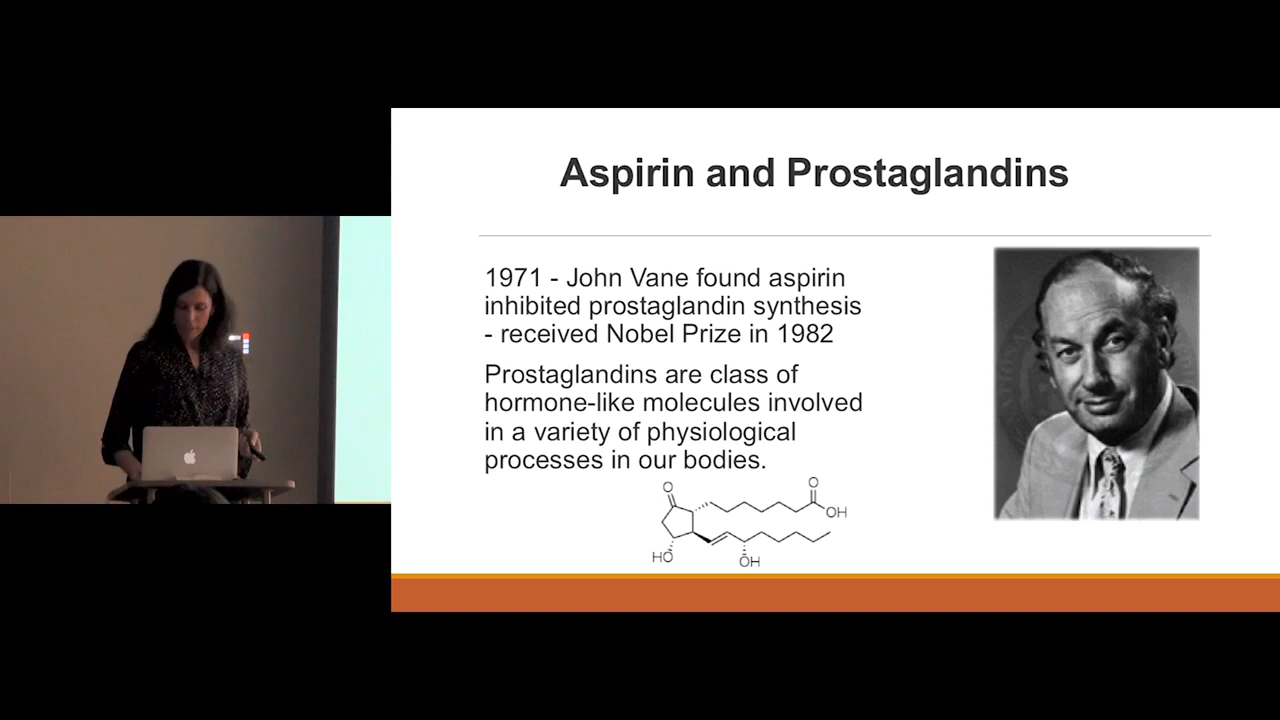 Aspirin and Prostaglandins
1971 - John Vane found aspirin
inhibited prostaglandin synthesis
- received Nobel Prize in 1982
Prostaglandins are class of
hormone-like molecules involved
in a variety of physiological
processes in our bodies.
O
O
OH
HO
OH